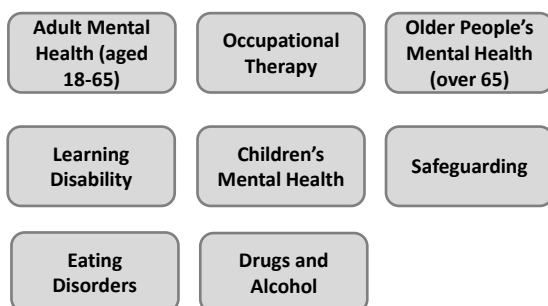 Adult Mental
Health (aged
18-65)
Occupational
Therapy
Older People’s
Mental Health
(over 65)
Learning
Disability
Children’s
Mental Health
Safeguarding
Eating
Disorders
Drugs and
Alcohol